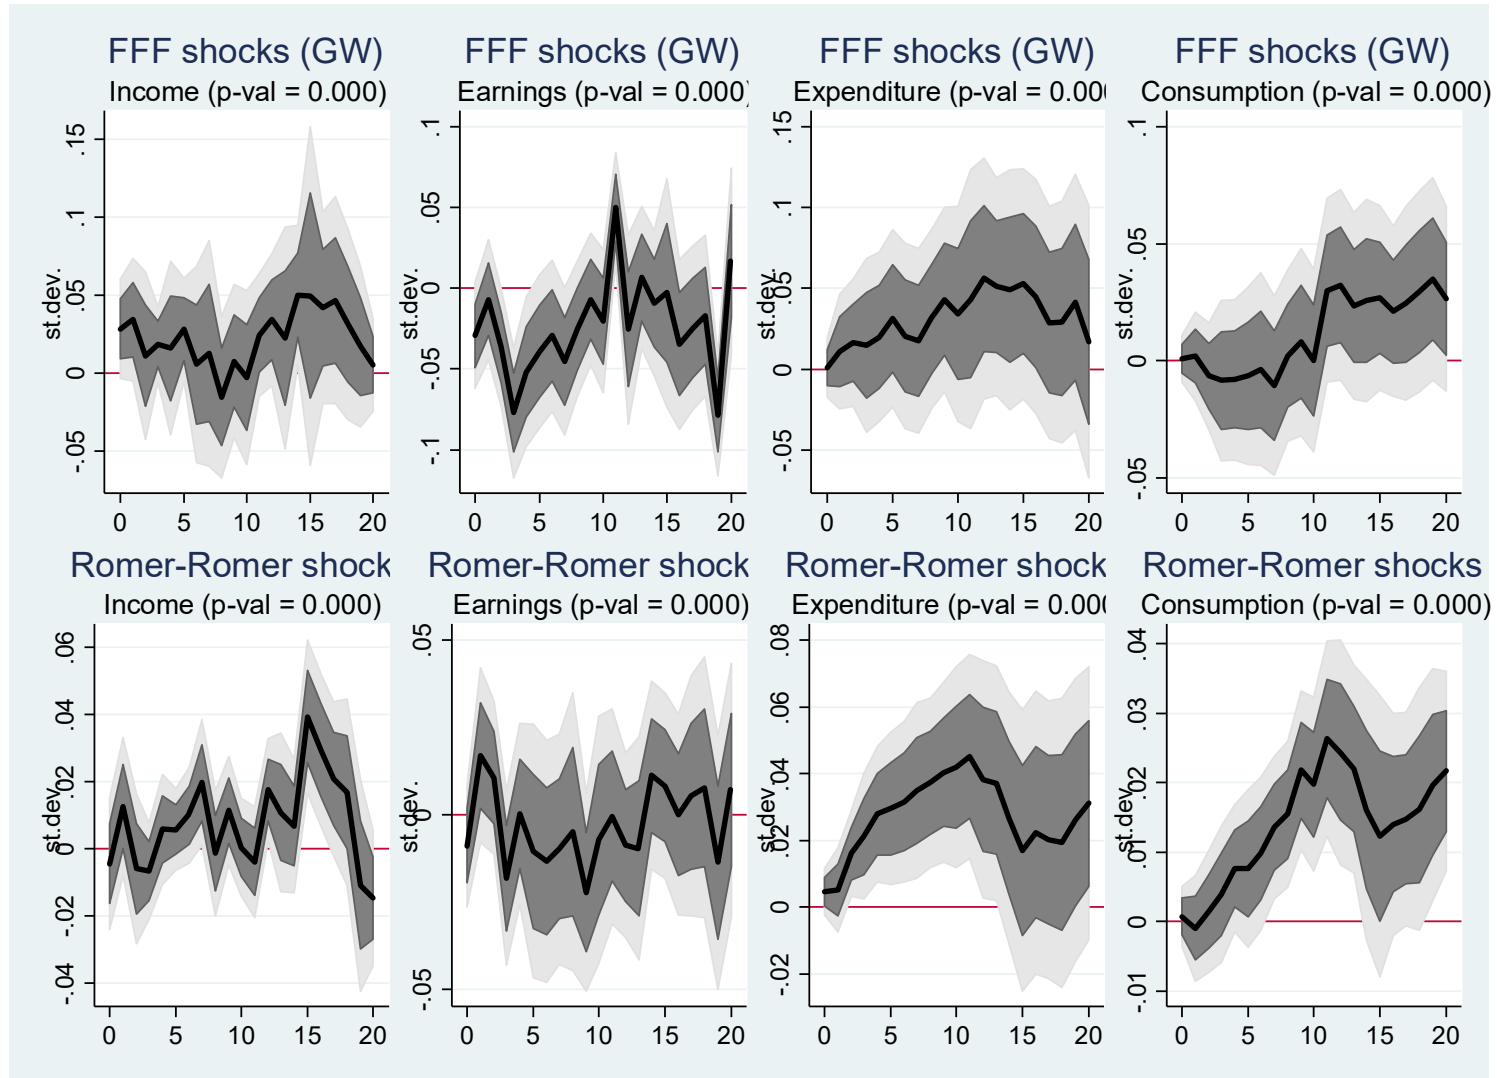 FFF shocks (GW)
Income (p-val = 0.000)
st.dev.
.15
.1
.05
0
-.05
0 5 10 15 20
FFF shocks (GW)
Earnings (p-val = 0.000)
st.dev.
.1
.05
0
-.05
-.1
0 5 10 15 20
FFF shocks (GW)
Expenditure (p-val = 0.000
st.dev.
.15
.1
.05
0
-.05
0 5 10 15 20
FFF shocks (GW)
Consumption (p-val = 0.000)
st.dev.
.1
.05
0
-.05
0 5 10 15 20
Romer-Romer shock
Income (p-val = 0.000)
st.dev.
.06
.04
.02
0
-.02
-.04
0 5 10 15 20
Romer-Romer shock
Earnings (p-val = 0.000)
st.dev.
.05
0
-.05
0 5 10 15 20
Romer-Romer shock
Expenditure (p-val = 0.000
st.dev.
.08
.06
.04
.02
0
-.02
0 5 10 15 20
Romer-Romer shocks
Consumption (p-val = 0.000)
st.dev.
.04
.03
.02
.01
0
-.01
0 5 10 15 20